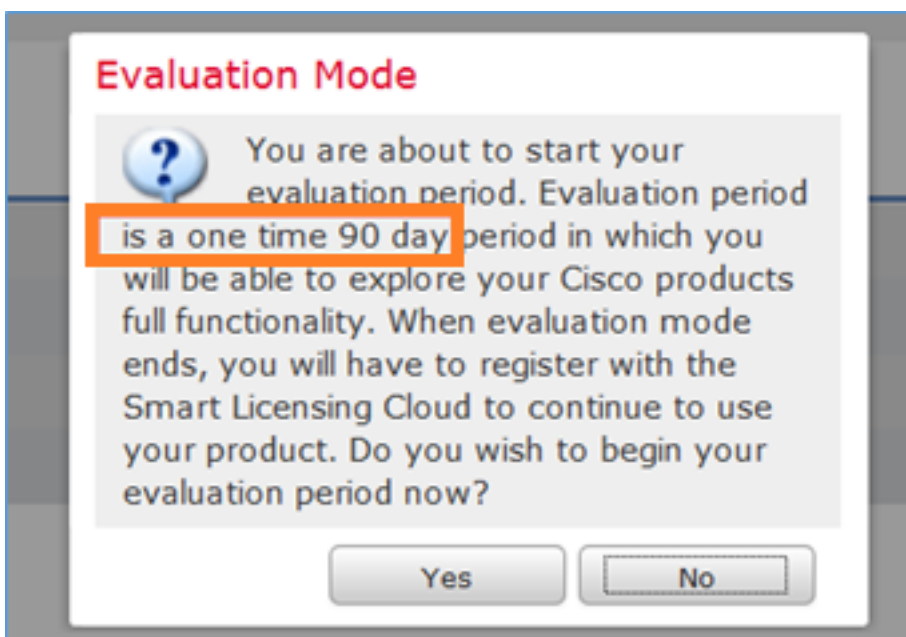 Evaluation Mode
You are about to start your
evaluation period. Evaluation period
is a one time 90 day period in which you
will be able to explore your Cisco products
full functionality. When evaluation mode
ends, you will have to register with the
Smart Licensing Cloud to continue to use
your product. Do you wish to begin your
evaluation period now?
Yes
No